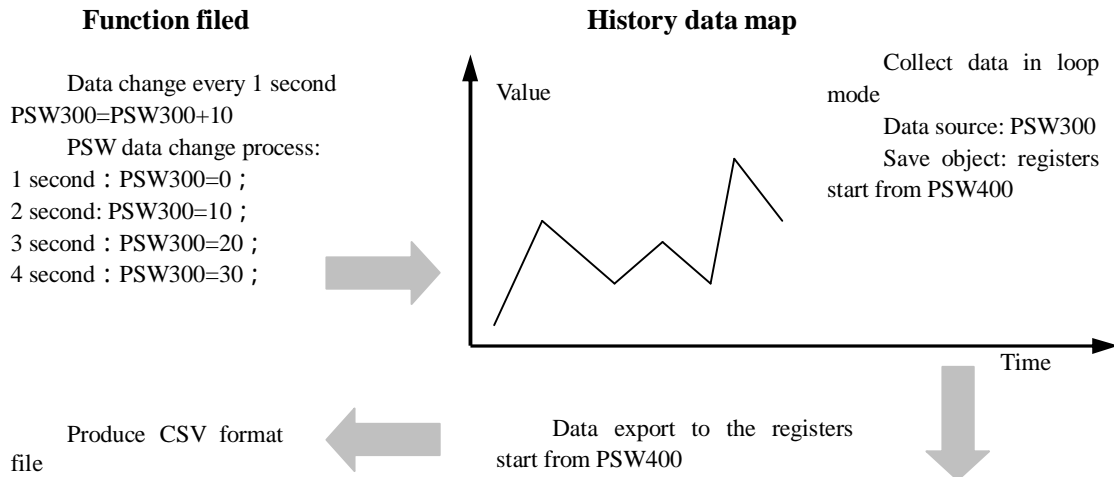 Function filed
Data change every 1 second
PSW300=PSW300+10
PSW data change process:
1 second：PSW300=0；
2 second: PSW300=10；
3 second：PSW300=20；
4 second：PSW300=30；
History data map
Value
Time
Collect data in loop
mode
Data source: PSW300
Save object: registers
start from PSW400
Data export to the registers
start from PSW400
Produce CSV format
file